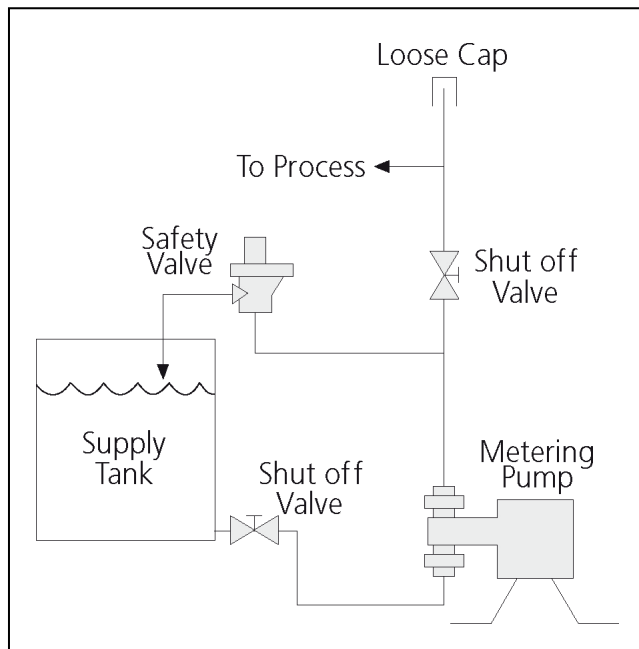 Loose Cap
To Process
Safety
Valve
Shut off
Valve
Supply
Tank
Shut off
Valve
Metering
Pump